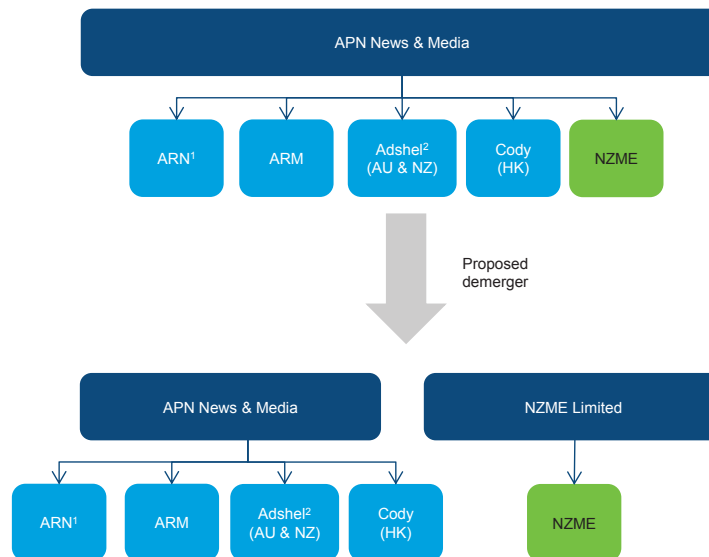 APN News & Media
ARN¹
ARM
Adshel²
(AU & NZ)
Cody
(HK)
NZME
Proposed
demerger
APN News & Media
NZME Limited
ARN¹
ARM
Adshel²
(AU & NZ)
Cody
(HK)
NZME